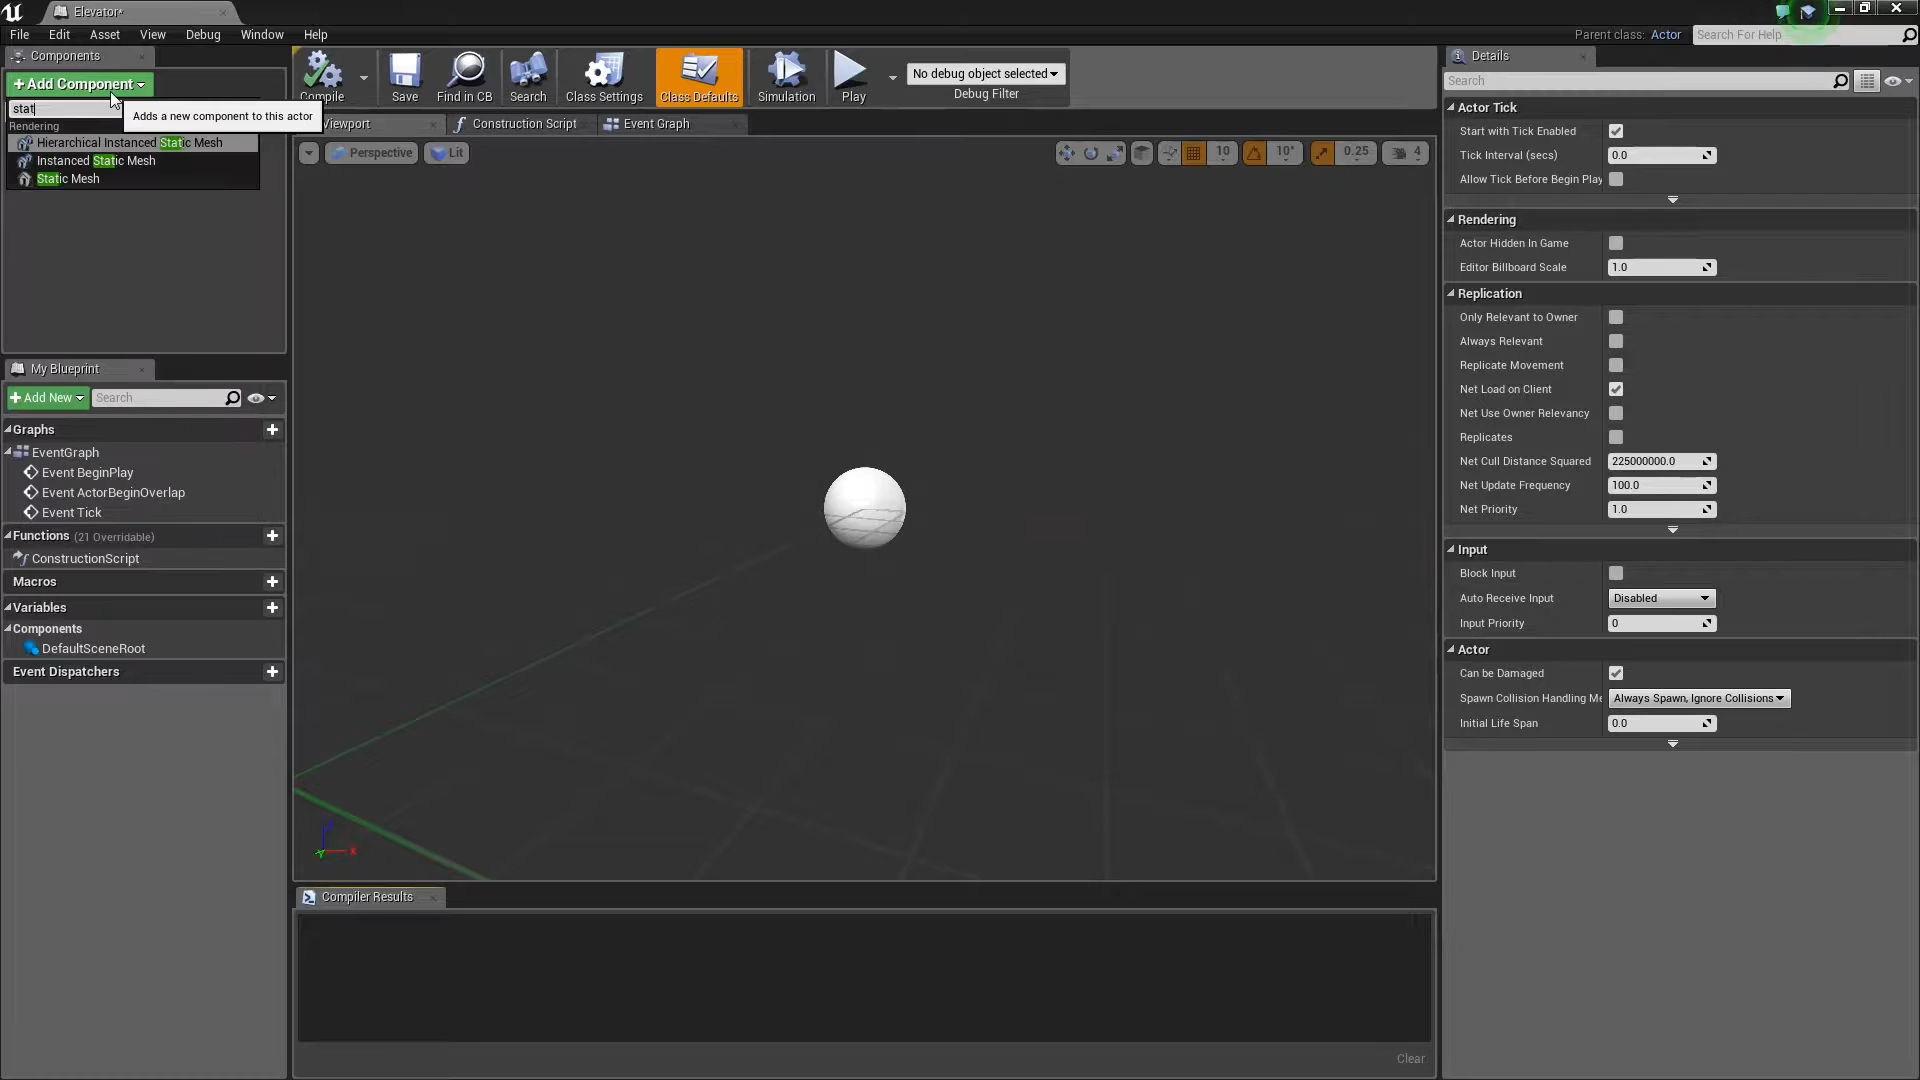 Elevator*
File Edit Asset View Debug Window Help
Parent class: Actor
Search For Help
Components
+Add Component
stat
Adds a new component to this actor
Rendering
Hierarchical Instanced Static Mesh
Instanced Static Mesh
Static Mesh
Compile
Save
Find in CB
Search
Class Settings
Class Defaults
Simulation
Play
No debug object selected
Debug Filter
Viewport
Construction Script
Event Graph
Perspective
Lit
10
10°
0.25
4
My Blueprint
+Add New
Search
Graphs
EventGraph
Event BeginPlay
Event ActorBeginOverlap
Event Tick
Functions (21 Overridable)
ConstructionScript
Macros
Variables
Components
DefaultSceneRoot
Event Dispatchers
Z
Y
X
Compiler Results
Clear
Details
Search
Actor Tick
Start with Tick Enabled
Tick Interval (secs) 0.0
Allow Tick Before Begin Play
Rendering
Actor Hidden In Game
Editor Billboard Scale 1.0
Replication
Only Relevant to Owner
Always Relevant
Replicate Movement
Net Load on Client
Net Use Owner Relevancy
Replicates
Net Cull Distance Squared 225000000.0
Net Update Frequency 100.0
Net Priority 1.0
Input
Block Input
Auto Receive Input Disabled
Input Priority 0
Actor
Can be Damaged
Spawn Collision Handling Me Always Spawn, Ignore Collisions
Initial Life Span 0.0